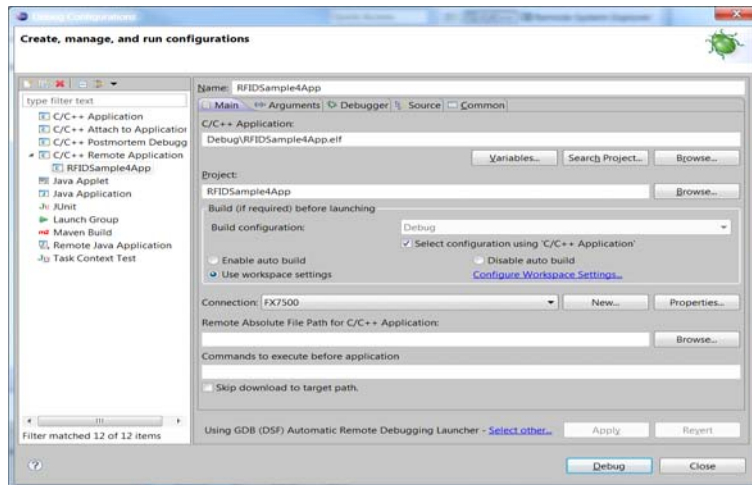 Debug Configurations
Create, manage, and run configurations
type filter text
C/C++ Application
C/C++ Attach to Application
C/C++ Postmortem Debugg
C/C++ Remote Application
RFIDSample4App
Java Applet
Java Application
JUnit
Launch Group
Maven Build
Remote Java Application
Task Context Test
Filter matched 12 of 12 items
Name: RFIDSample4App
Main Arguments Debugger Source Common
C/C++ Application:
Debug\RFIDSample4App.elf
Variables... Search Project... Browse...
Project:
RFIDSample4App
Browse...
Build (if required) before launching
Build configuration: Debug
Select configuration using 'C/C++ Application'
Enable auto build Disable auto build
Use workspace settings Configure Workspace Settings...
Connection: FX7500 New... Properties...
Remote Absolute File Path for C/C++ Application:
Browse...
Commands to execute before application
Skip download to target path.
Using GDB (DSF) Automatic Remote Debugging Launcher - Select other... Apply Revert
Debug Close